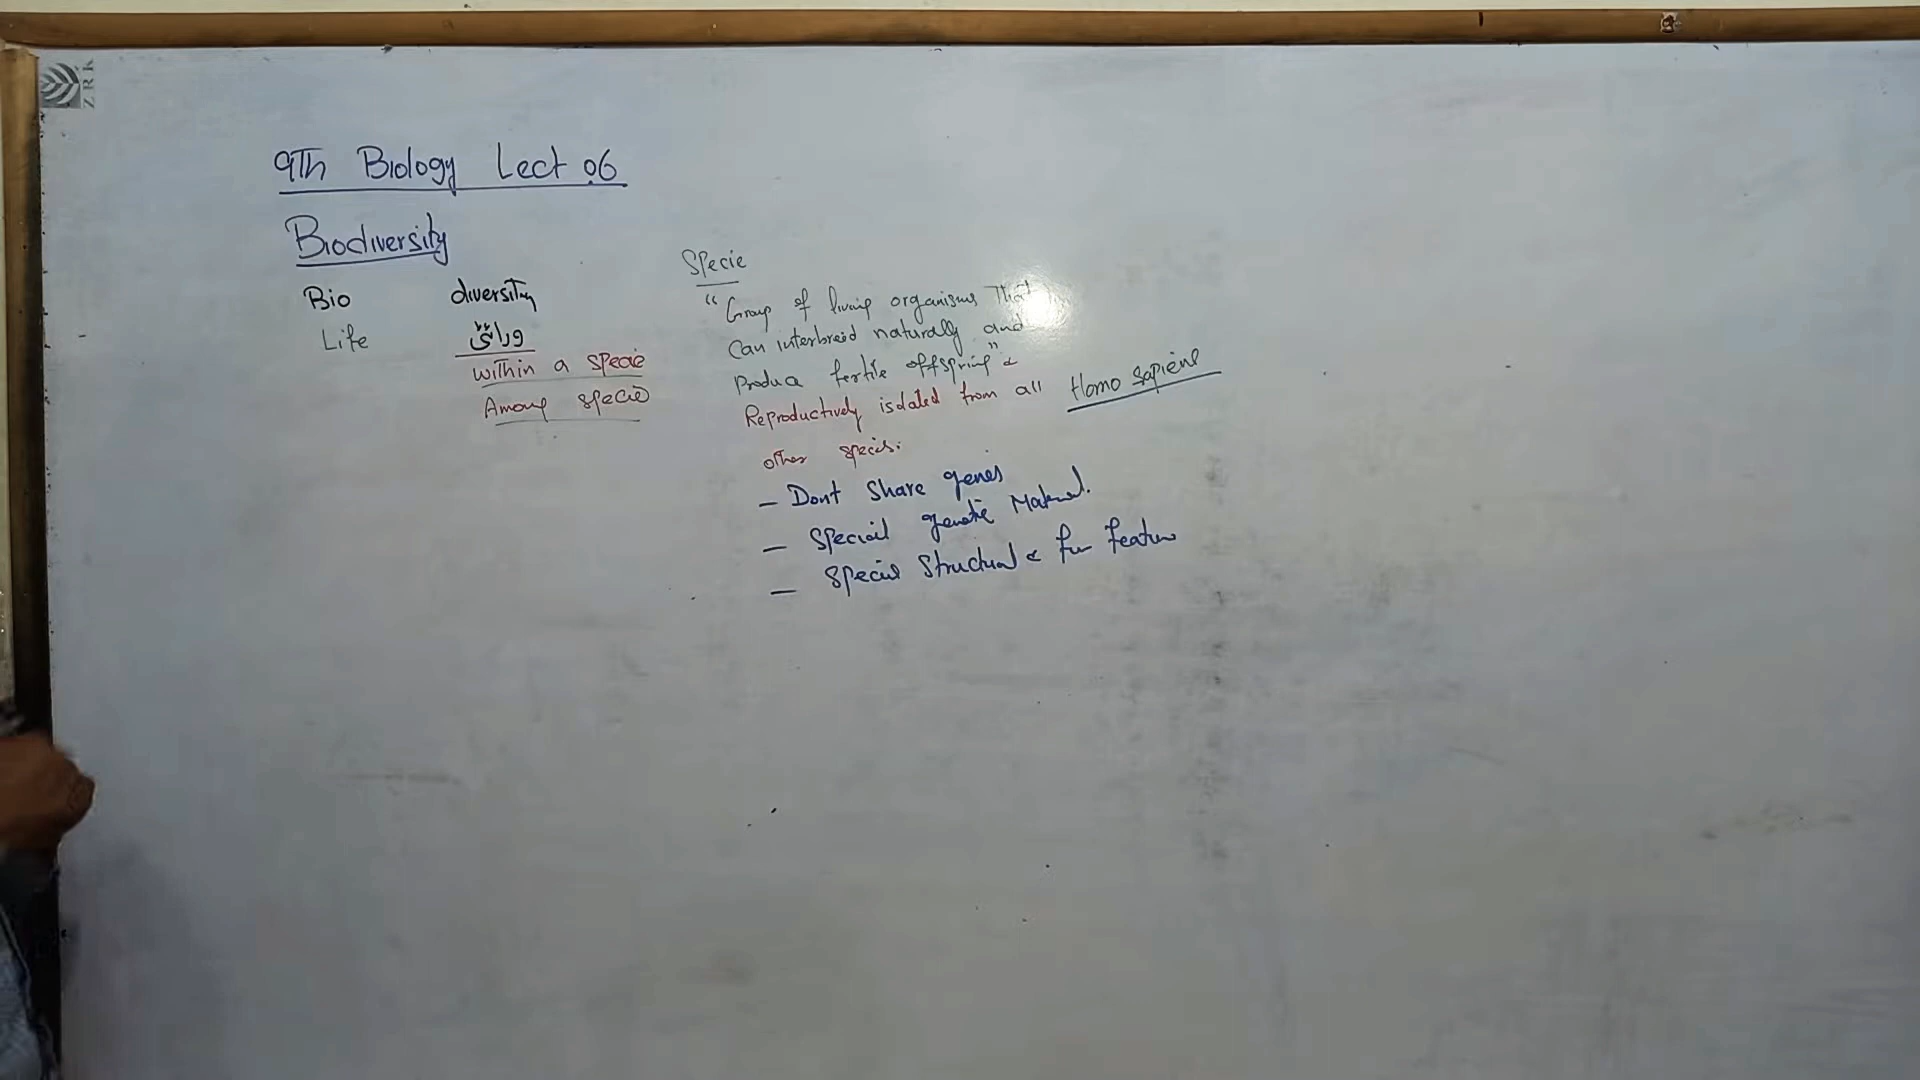 ZRK
9Th Biology Lect 06
Biodiversity
Bio diversity
Life ورائٹی
within a specie
Among specie
Specie
"Group of living organisms That
Can interbreid naturally and
produce fertile offspring" &
Reproductively isolated from all
other species.
Homo sapiens
– Dont Share genes
– Special genetic Material.
– Special Structural & fun features